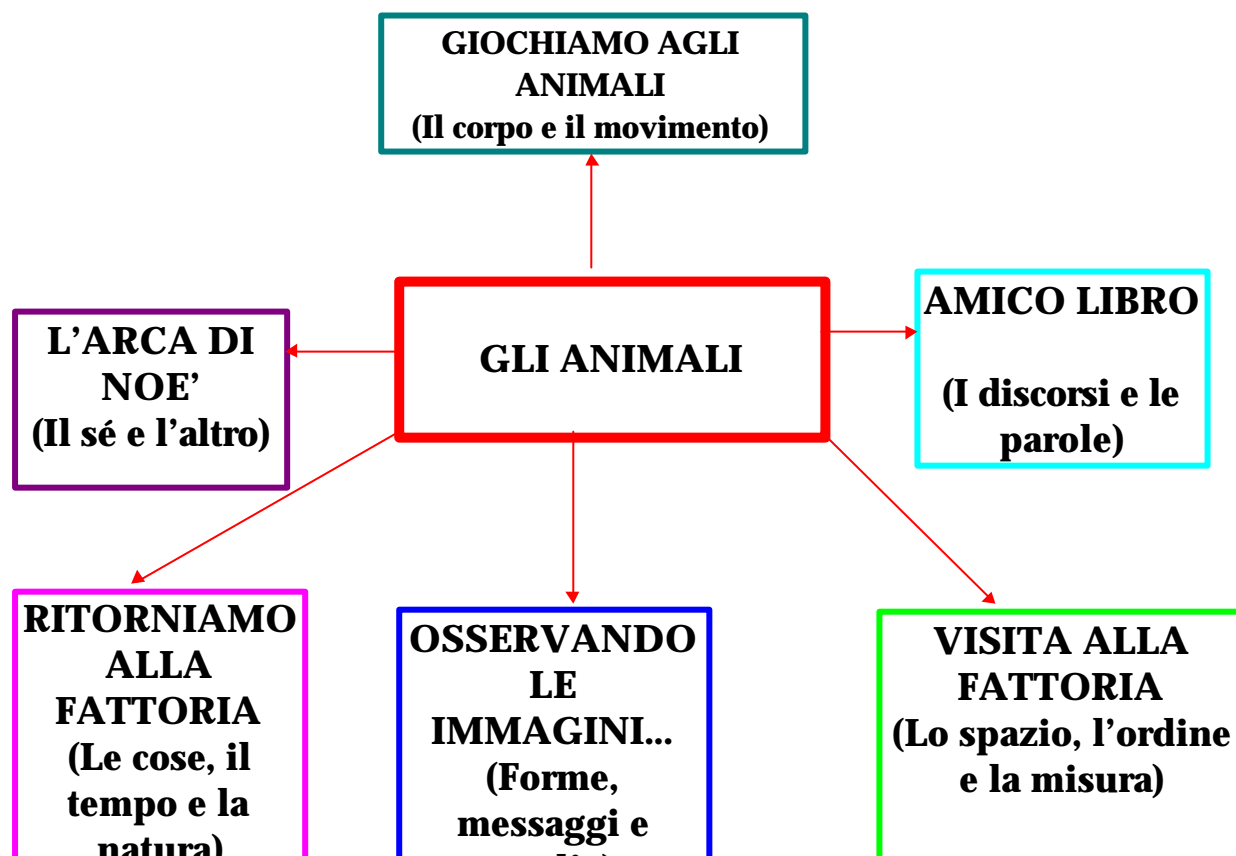 GIOCHIAMO AGLI
ANIMALI
(Il corpo e il movimento)
AMICO LIBRO
(I discorsi e le
parole)
L’ARCA DI
NOE’
(Il sé e l’altro)
GLI ANIMALI
RITORNIAMO
ALLA
FATTORIA
(Le cose, il
tempo e la
natura)
OSSERVANDO
LE
IMMAGINI...
(Forme,
messaggi e
VISITA ALLA
FATTORIA
(Lo spazio, l’ordine
e la misura)